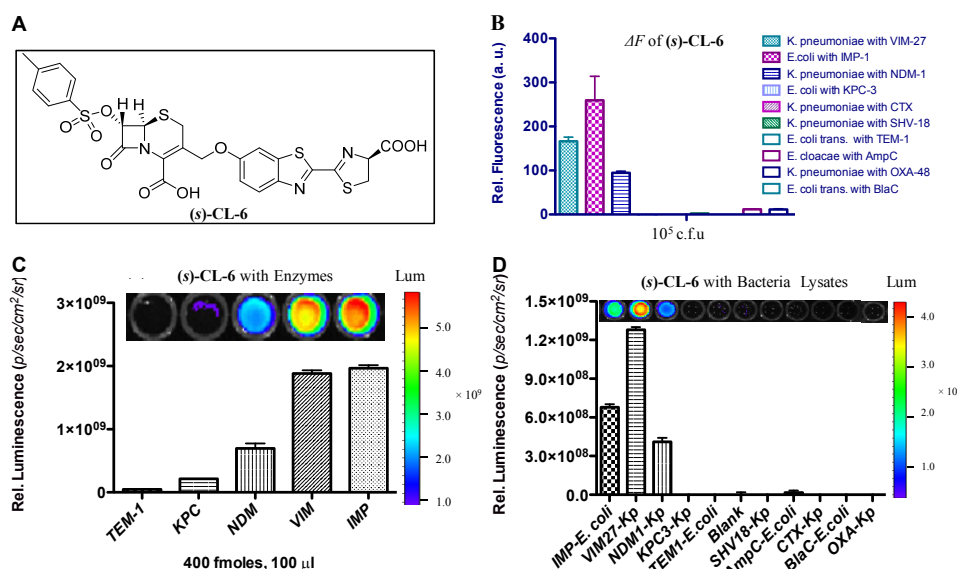 A
H
H
S
O
O
S
O
O
N
O
O
OH
O
S
N
N
S
COOH
(s)-CL-6
B
ΔF of (s)-CL-6
Rel. Fluorescence (a. u.)
400
300
200
100
0
10⁵ c.f.u
K. pneumoniae with VIM-27
E.coli with IMP-1
K. pneumoniae with NDM-1
E. coli with KPC-3
K. pneumoniae with CTX
K. pneumoniae with SHV-18
E. coli trans. with TEM-1
E. cloacae with AmpC
K. pneumoniae with OXA-48
E. coli trans. with BlaC
C
(s)-CL-6 with Enzymes
Lum
Rel. Luminescence (p/sec/cm²/sr)
3×10⁰⁹
2×10⁰⁹
1×10⁰⁹
0
TEM-1
KPC
NDM
VIM
IMP
400 fmoles, 100 μl
5.0
4.0
× 10⁹
3.0
2.0
1.0
D
(s)-CL-6 with Bacteria Lysates
Lum
Rel. Luminescence (p/sec/cm²/sr)
1.5×10⁰⁹
1.2×10⁰⁹
9.0×10⁰⁸
6.0×10⁰⁸
3.0×10⁰⁸
0.0
IMP-E. coli
VIM27-Kp
NDM1-Kp
KPC3-Kp
TEM1-E.coli
Blank
SHV18-Kp
AmpC-E.coli
CTX-Kp
BlaC-E.coli
OXA-Kp
4.0
3.0
× 10
2.0
1.0